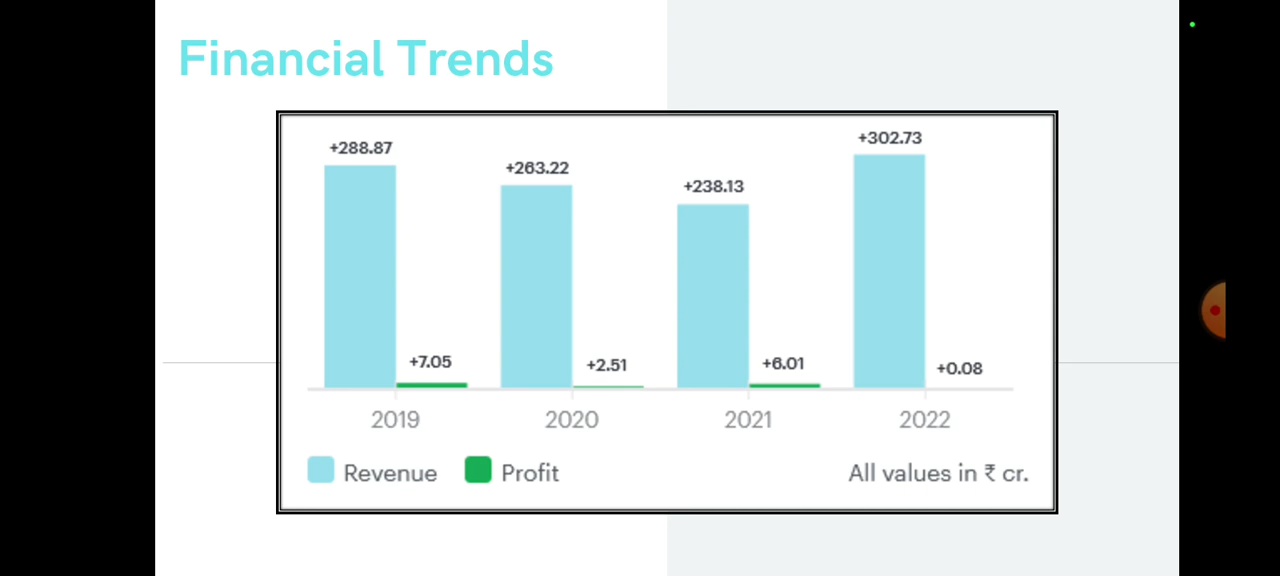 Financial Trends
+302.73
+288.87
+263.22
+238.13
+7.05
+2.51
+6.01
+0.08
2019 2020 2021 2022
Revenue Profit All values in ₹ cr.